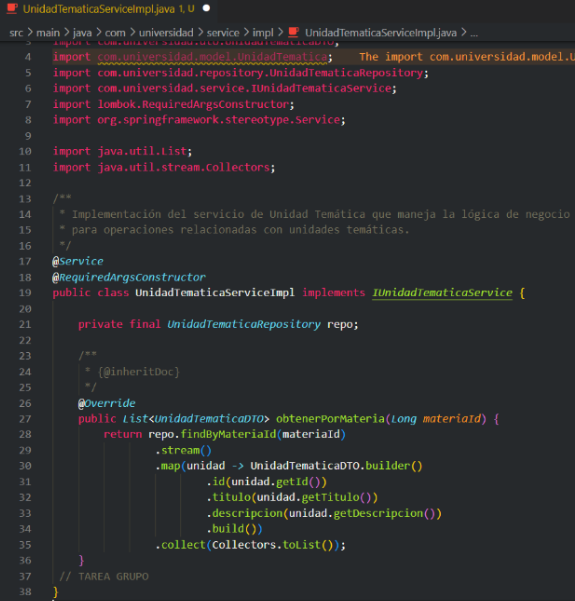 UnidadTematicaServiceImpl.java 1, U
src > main > java > com > universidad > service > impl > UnidadTematicaServiceImpl.java > ...
3 import com.universidad.dto.UnidadTematicaDTO;
4 import com.universidad.model.UnidadTematica; The import com.universidad.model.U
5 import com.universidad.repository.UnidadTematicaRepository;
6 import com.universidad.service.IUnidadTematicaService;
7 import lombok.RequiredArgsConstructor;
8 import org.springframework.stereotype.Service;
9
10 import java.util.List;
11 import java.util.stream.Collectors;
12
13 /**
14 * Implementación del servicio de Unidad Temática que maneja la lógica de negocio
15 * para operaciones relacionadas con unidades temáticas.
16 */
17 @Service
18 @RequiredArgsConstructor
19 public class UnidadTematicaServiceImpl implements IUnidadTematicaService {
20
21 private final UnidadTematicaRepository repo;
22
23 /**
24 * {@inheritDoc}
25 */
26 @Override
27 public List<UnidadTematicaDTO> obtenerPorMateria(Long materiaId) {
28 return repo.findByMateriaId(materiaId)
29 .stream()
30 .map(unidad -> UnidadTematicaDTO.builder()
31 .id(unidad.getId())
32 .titulo(unidad.getTitulo())
33 .descripcion(unidad.getDescripcion())
34 .build())
35 .collect(Collectors.toList());
36 }
37 // TAREA GRUPO
38 }